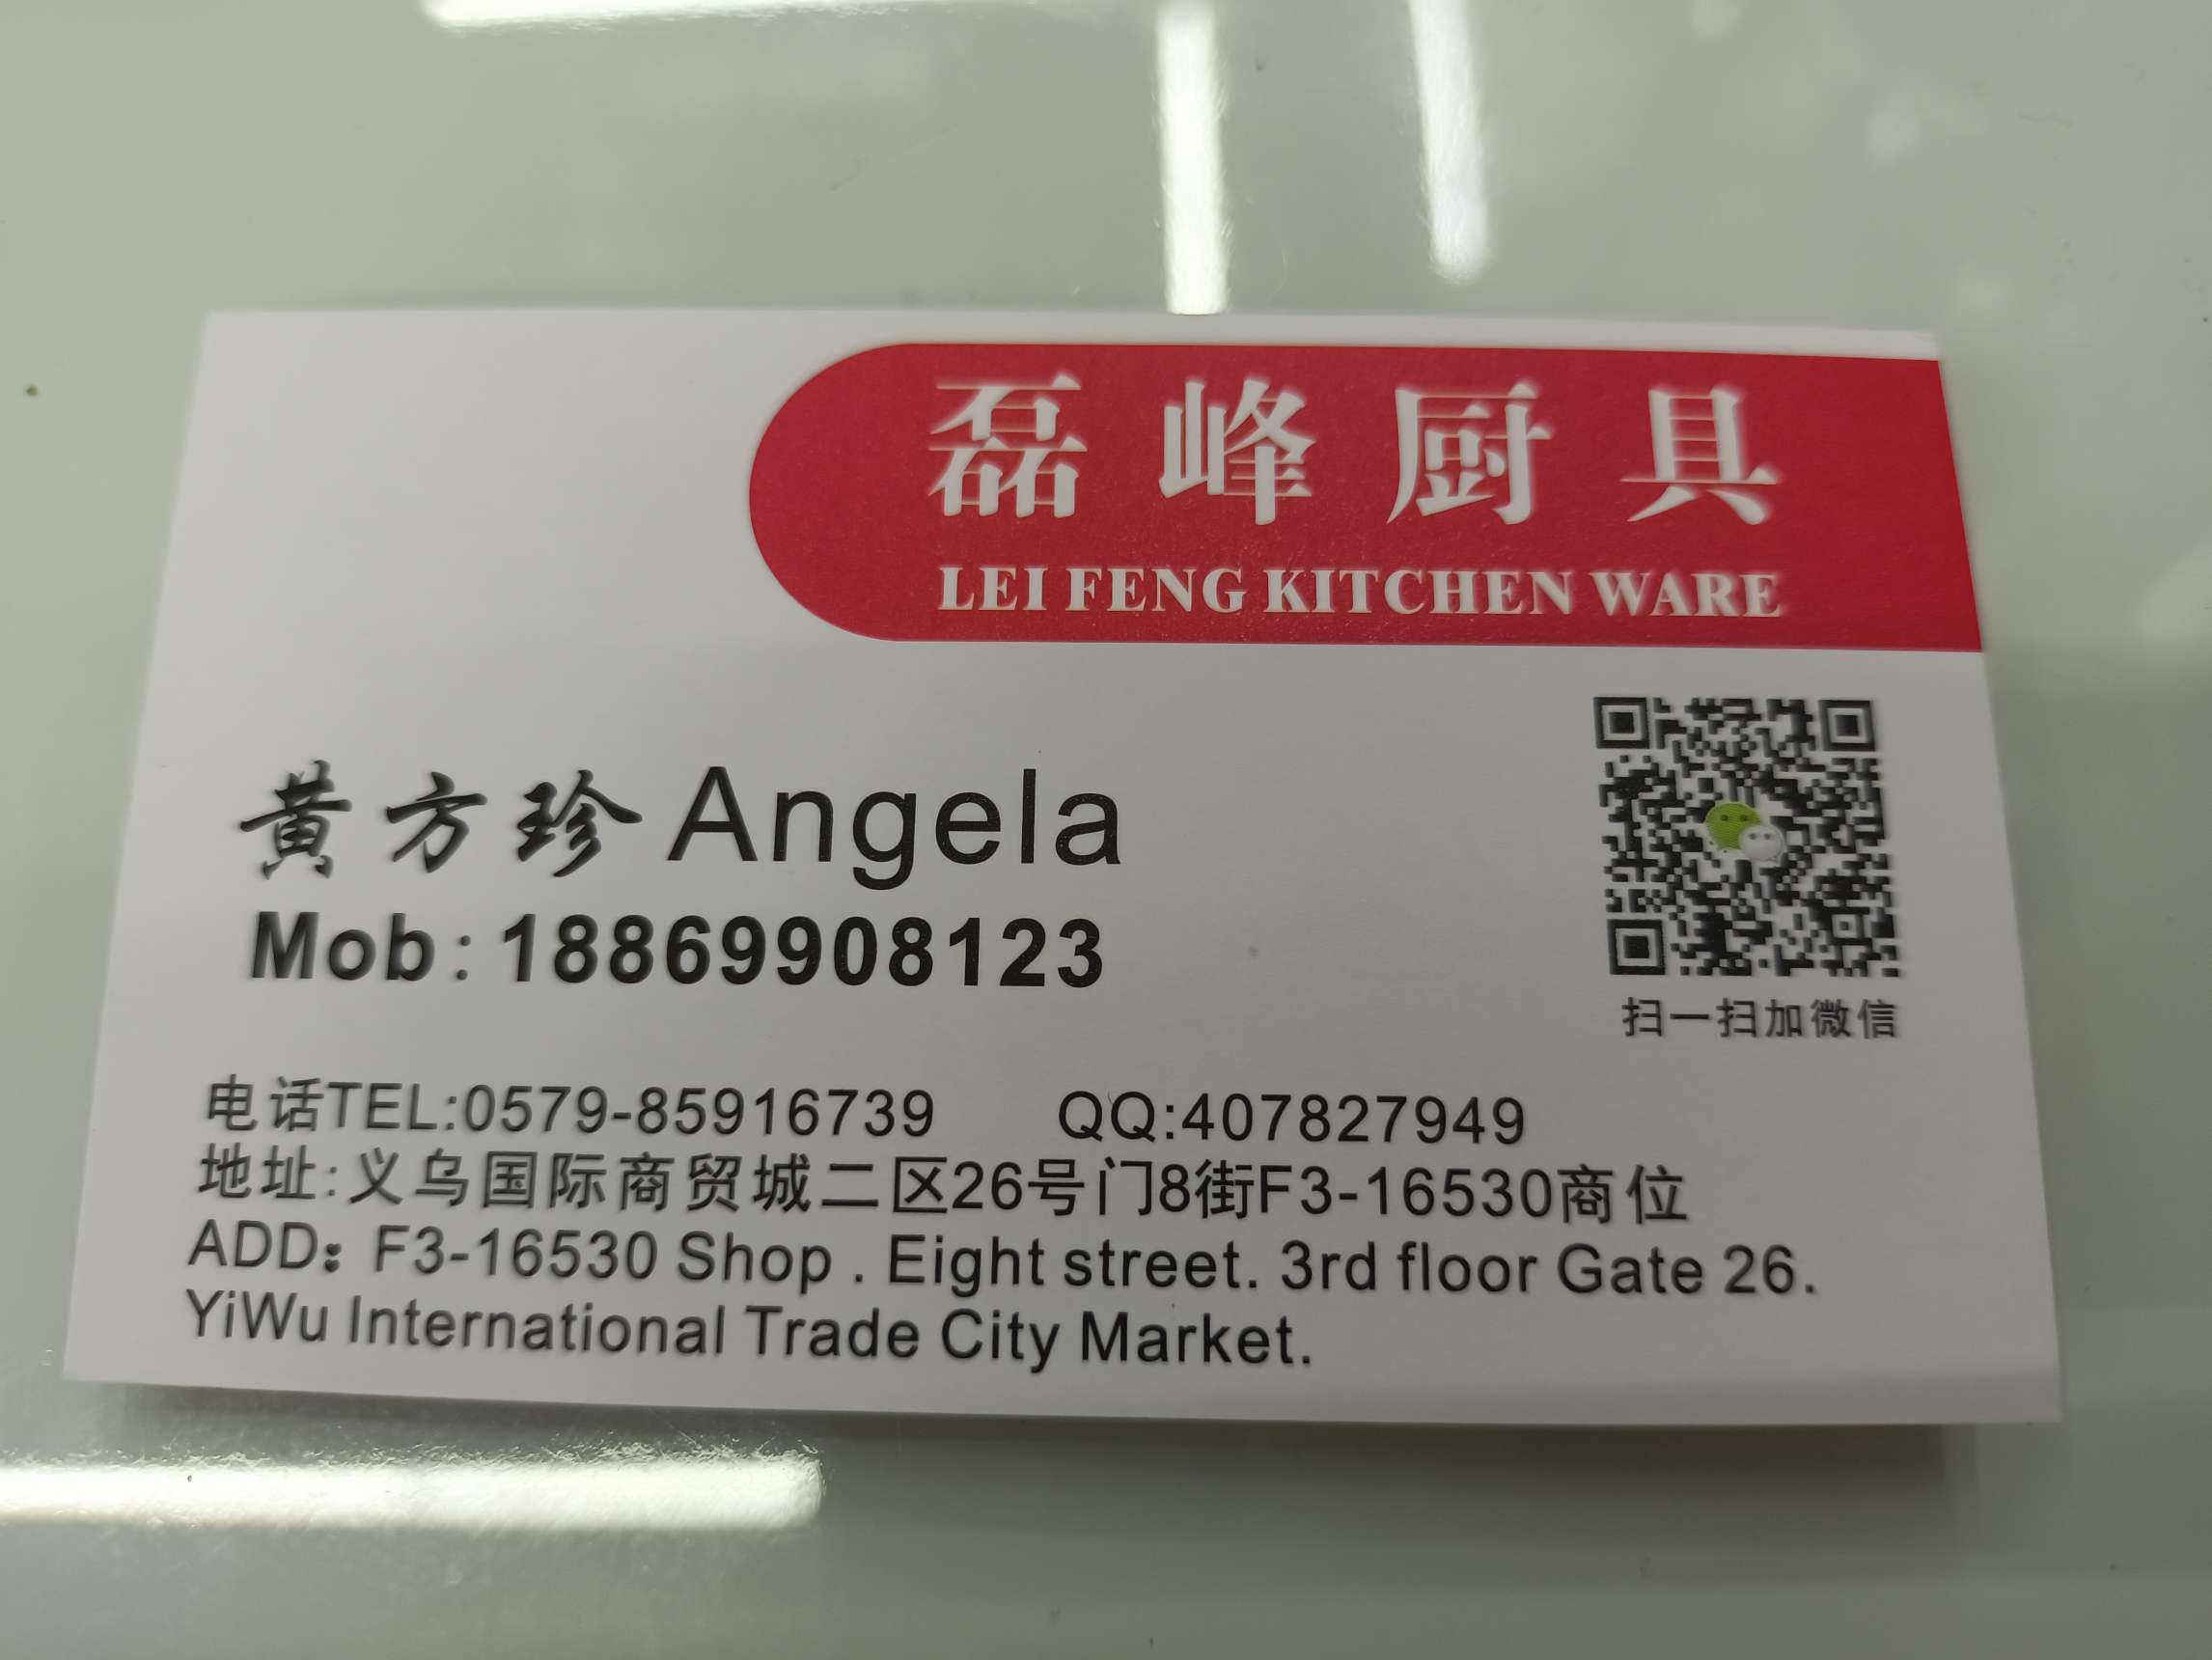 磊峰厨具
LEI FENG KITCHEN WARE
黄方珍 Angela
Mob:18869908123
扫一扫加微信
电话TEL:0579-85916739 QQ:407827949
地址:义乌国际商贸城二区26号门8街F3-16530商位
ADD: F3-16530 Shop . Eight street. 3rd floor Gate 26.
YiWu International Trade City Market.